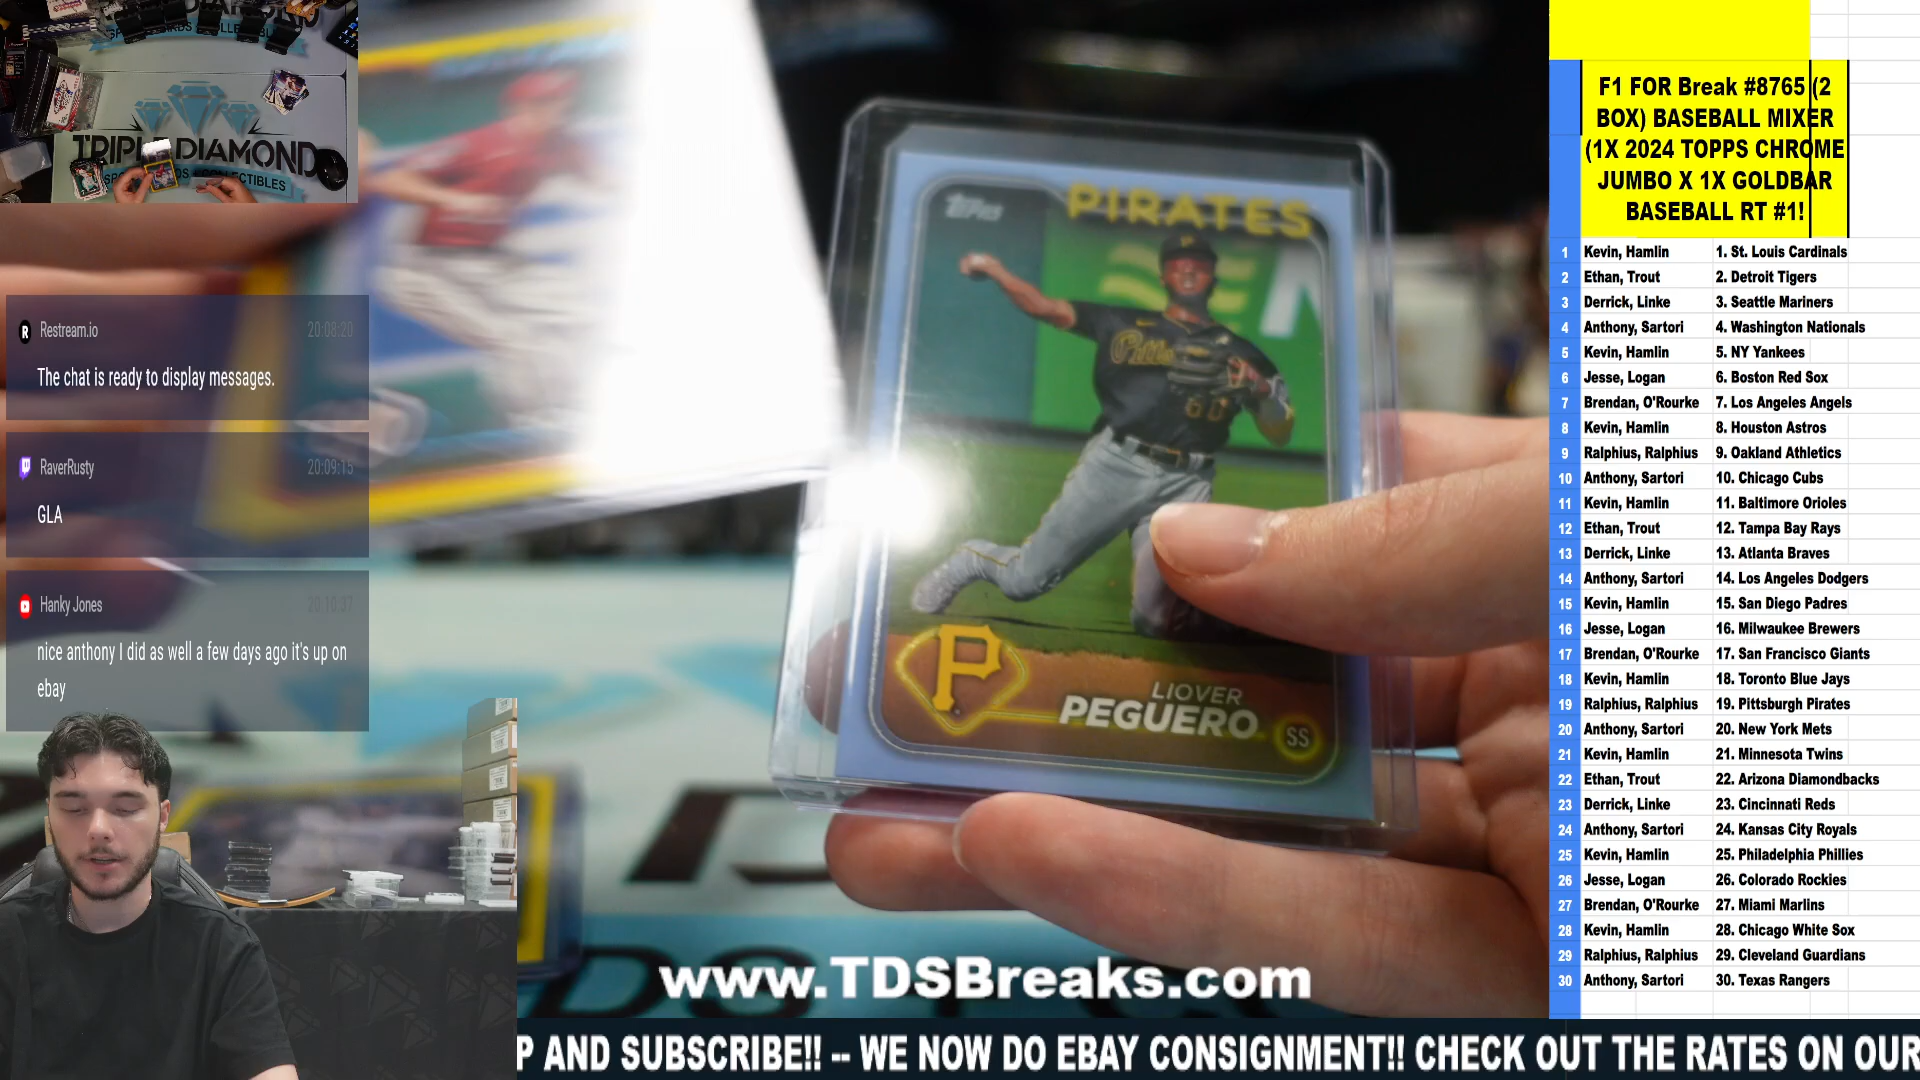 TRIPLE DIAMOND
Restream.io 20:08:20
The chat is ready to display messages.
RaverRusty 20:09:15
GLA
Hanky Jones 20:10:37
nice anthony I did as well a few days ago it's up on
ebay
Topps
PIRATES
60
P
LIOVER
PEGUERO
SS
www.TDSBreaks.com
P AND SUBSCRIBE!! -- WE NOW DO EBAY CONSIGNMENT!! CHECK OUT THE RATES ON OUR
F1 FOR Break #8765 (2
BOX) BASEBALL MIXER
(1X 2024 TOPPS CHROME
JUMBO X 1X GOLDBAR
BASEBALL RT #1!
1 Kevin, Hamlin 1. St. Louis Cardinals
2 Ethan, Trout 2. Detroit Tigers
3 Derrick, Linke 3. Seattle Mariners
4 Anthony, Sartori 4. Washington Nationals
5 Kevin, Hamlin 5. NY Yankees
6 Jesse, Logan 6. Boston Red Sox
7 Brendan, O'Rourke 7. Los Angeles Angels
8 Kevin, Hamlin 8. Houston Astros
9 Ralphius, Ralphius 9. Oakland Athletics
10 Anthony, Sartori 10. Chicago Cubs
11 Kevin, Hamlin 11. Baltimore Orioles
12 Ethan, Trout 12. Tampa Bay Rays
13 Derrick, Linke 13. Atlanta Braves
14 Anthony, Sartori 14. Los Angeles Dodgers
15 Kevin, Hamlin 15. San Diego Padres
16 Jesse, Logan 16. Milwaukee Brewers
17 Brendan, O'Rourke 17. San Francisco Giants
18 Kevin, Hamlin 18. Toronto Blue Jays
19 Ralphius, Ralphius 19. Pittsburgh Pirates
20 Anthony, Sartori 20. New York Mets
21 Kevin, Hamlin 21. Minnesota Twins
22 Ethan, Trout 22. Arizona Diamondbacks
23 Derrick, Linke 23. Cincinnati Reds
24 Anthony, Sartori 24. Kansas City Royals
25 Kevin, Hamlin 25. Philadelphia Phillies
26 Jesse, Logan 26. Colorado Rockies
27 Brendan, O'Rourke 27. Miami Marlins
28 Kevin, Hamlin 28. Chicago White Sox
29 Ralphius, Ralphius 29. Cleveland Guardians
30 Anthony, Sartori 30. Texas Rangers